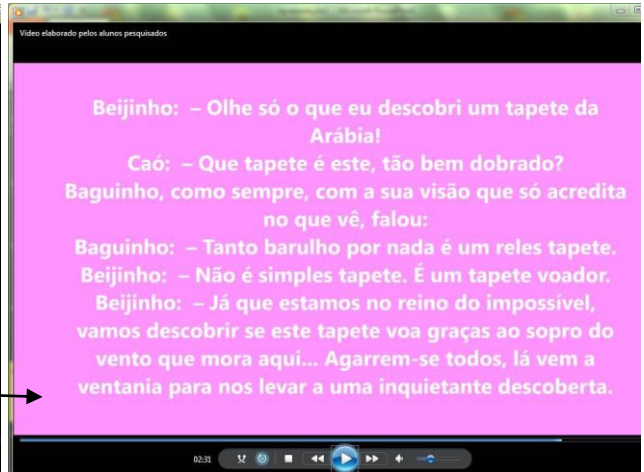 Vídeo elaborado pelos alunos pesquisados
Beijinho: – Olhe só o que eu descobri um tapete da
Arábia!
Caó: – Que tapete é este, tão bem dobrado?
Baguinho, como sempre, com a sua visão que só acredita
no que vê, falou:
Baguinho: – Tanto barulho por nada é um reles tapete.
Beijinho: – Não é simples tapete. É um tapete voador.
Beijinho: – Já que estamos no reino do impossível,
vamos descobrir se este tapete voa graças ao sopro do
vento que mora aqui... Agarrem-se todos, lá vem a
ventania para nos levar a uma inquietante descoberta.
02:31